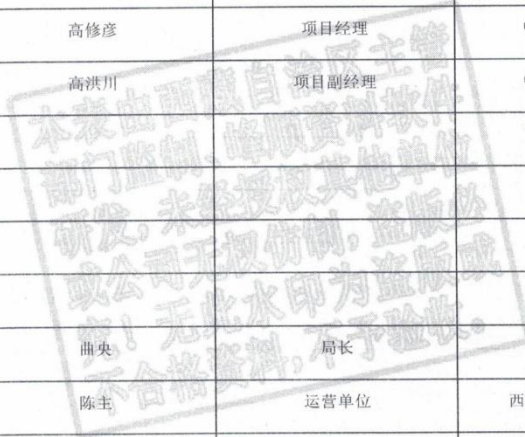 高修彦 项目经理
高洪川 项目副经理
本表由西藏自治区主管
部门监制、蜂顺资料软件
研发,未经授权其他单位
或公司无权仿制,盗版必
究!无此水印为盗版或
不合格资料,不予验收。
曲央 局长
陈主 运营单位 西